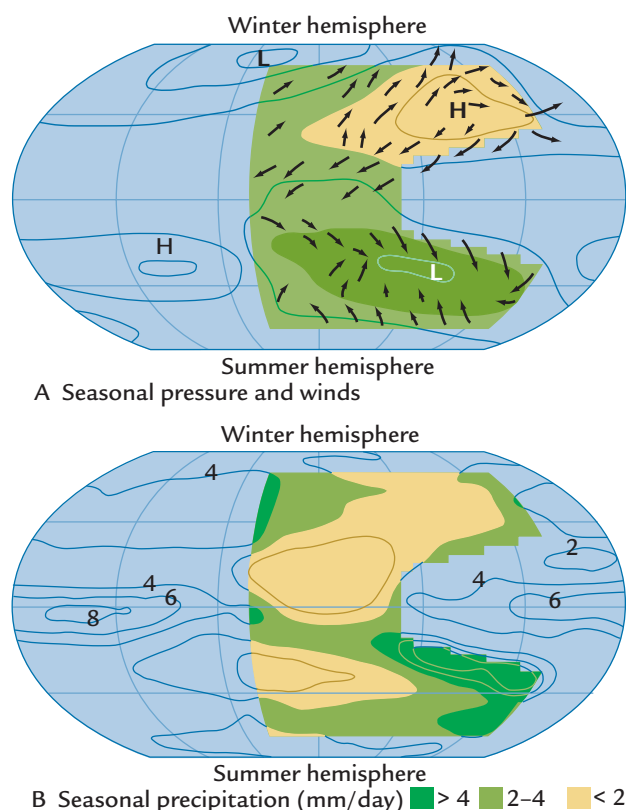 Winter hemisphere
L
H
H
L
Summer hemisphere
A Seasonal pressure and winds
Winter hemisphere
4
2
4
4
6
6
8
Summer hemisphere
B Seasonal precipitation (mm/day) > 4 2–4 < 2